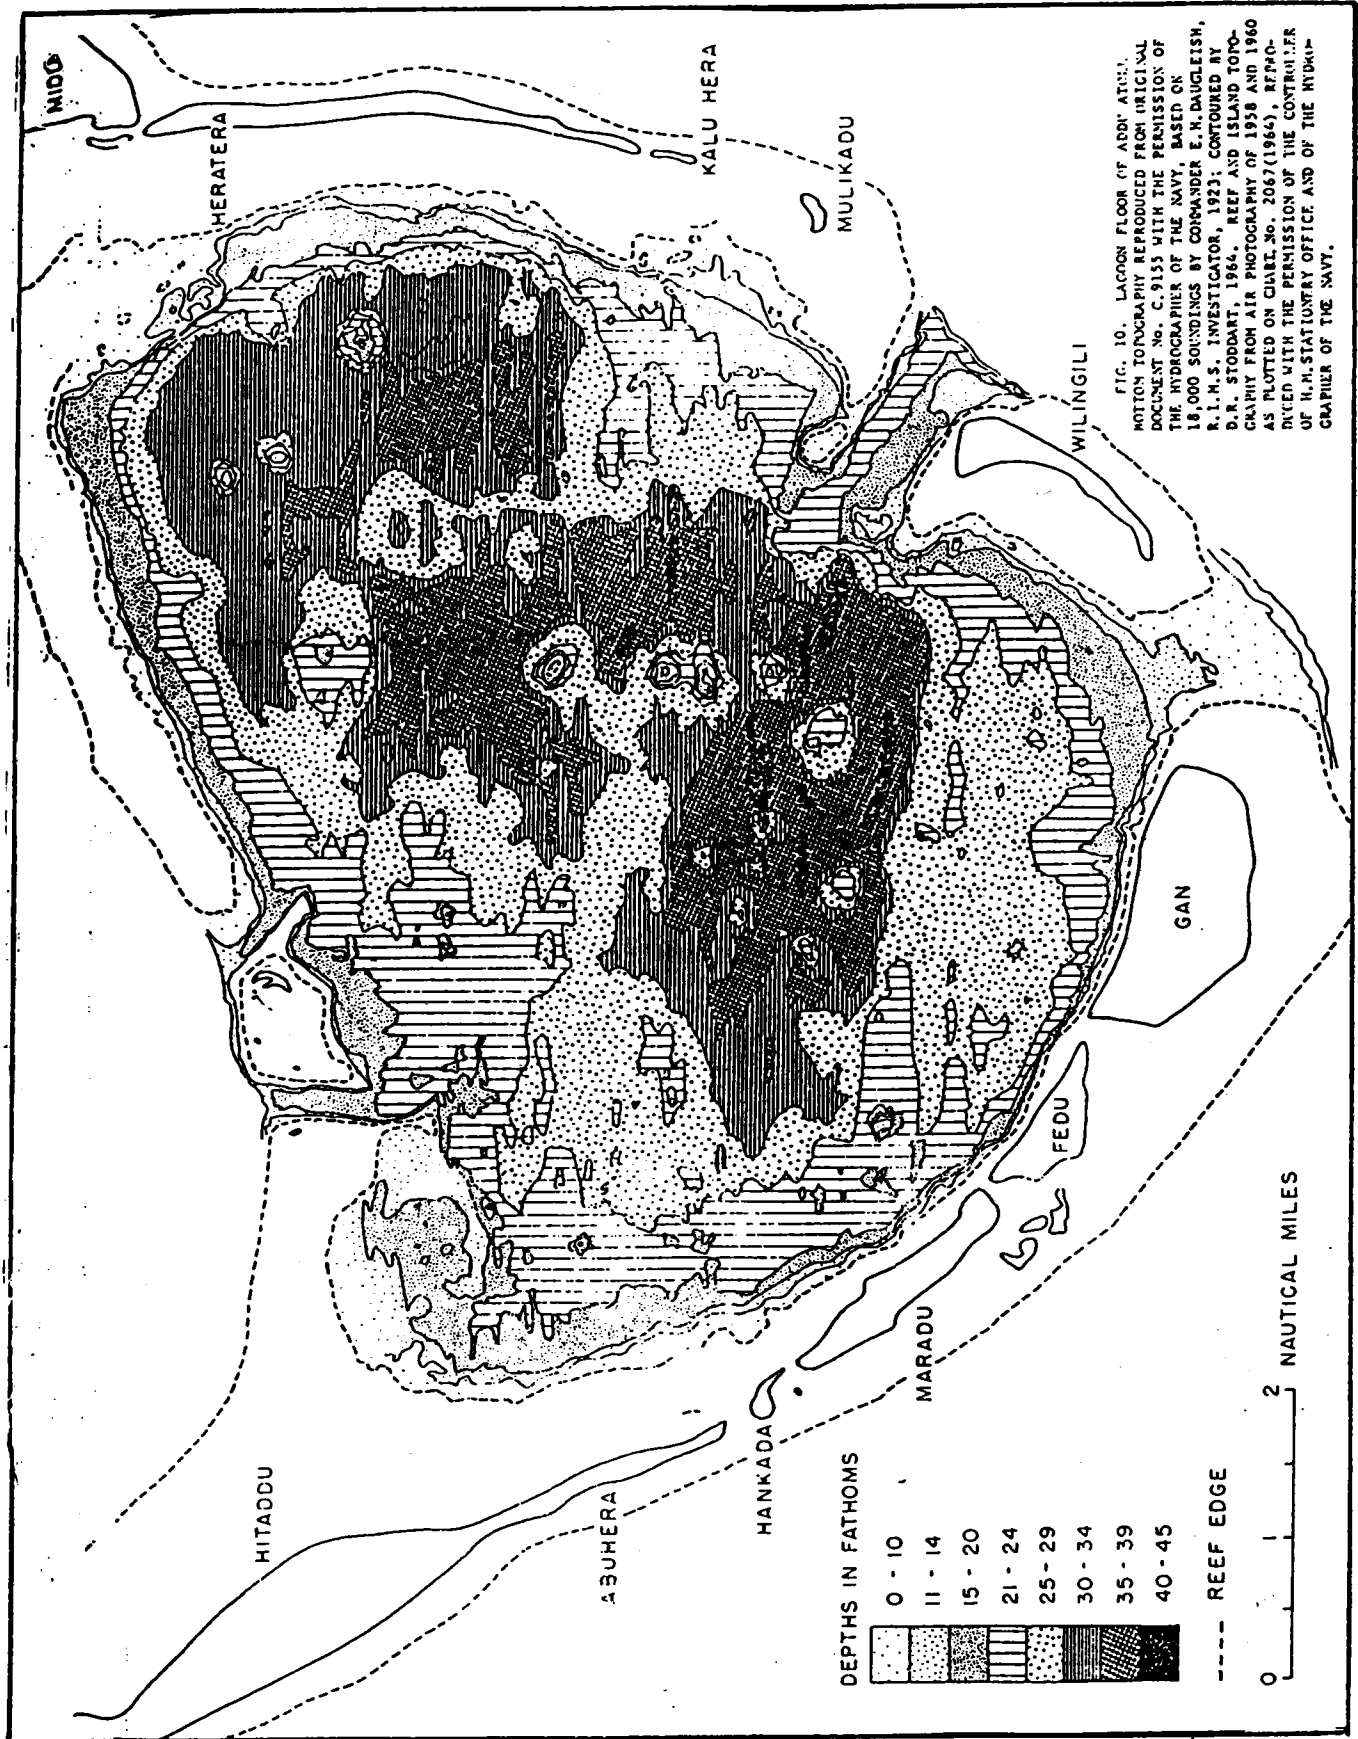 MIDU
HERATERA
KALU HERA
MULIKADU
WILINGILI
GAN
FEDU
MARADU
HANKADA
ABUHERA
HITADDU
FIG. 10. LAGOON FLOOR OF ADDU ATOLL.
BOTTOM TOPOGRAPHY REPRODUCED FROM ORIGINAL
DOCUMENT No. C.9155 WITH THE PERMISSION OF
THE HYDROGRAPHER OF THE NAVY, BASED ON
18,000 SOUNDINGS BY COMMANDER E.H. DAUGLEISH,
R.I.M.S. INVESTIGATOR, 1923; CONTOURED BY
D.R. STODDART, 1964. REEF AND ISLAND TOPO-
GRAPHY FROM AIR PHOTOGRAPHY OF 1958 AND 1960
AS PLOTTED ON CHART, No. 2067(1964), REPRO-
DUCED WITH THE PERMISSION OF THE CONTROLLER
OF H.M. STATIONERY OFFICE AND OF THE HYDRO-
GRAPHER OF THE NAVY.
DEPTHS IN FATHOMS
0 - 10
11 - 14
15 - 20
21 - 24
25 - 29
30 - 34
35 - 39
40 - 45
---- REEF EDGE
0 1 2
NAUTICAL MILES